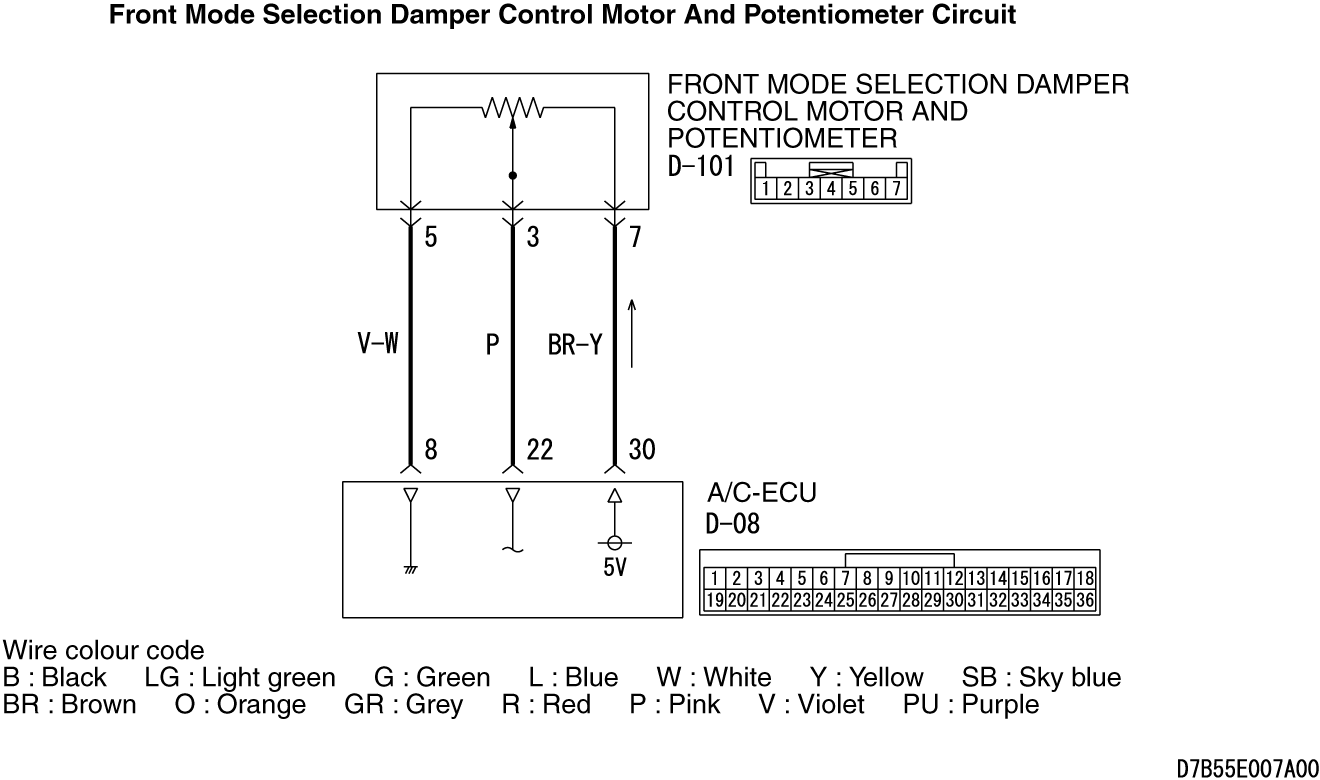 Front Mode Selection Damper Control Motor And Potentiometer Circuit
FRONT MODE SELECTION DAMPER
CONTROL MOTOR AND
POTENTIOMETER
D-101
1 2 3 4 5 6 7
5 3 7
V-W P BR-Y
8 22 30
A/C-ECU
D-08
5V
1 2 3 4 5 6 7 8 9 10 11 12 13 14 15 16 17 18
19 20 21 22 23 24 25 26 27 28 29 30 31 32 33 34 35 36
Wire colour code
B : Black LG : Light green G : Green L : Blue W : White Y : Yellow SB : Sky blue
BR : Brown O : Orange GR : Grey R : Red P : Pink V : Violet PU : Purple
D7B55E007A00